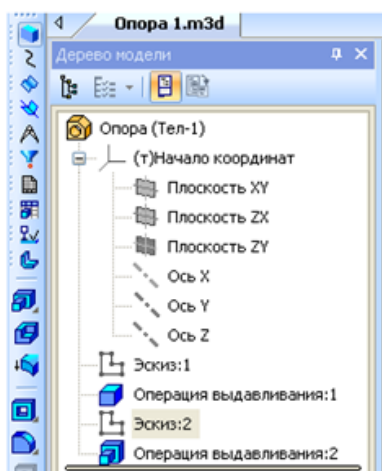 Опора 1.m3d
Дерево модели
Опора (Тел-1)
(т)Начало координат
Плоскость XY
Плоскость ZX
Плоскость ZY
Ось X
Ось Y
Ось Z
Эскиз:1
Операция выдавливания:1
Эскиз:2
Операция выдавливания:2